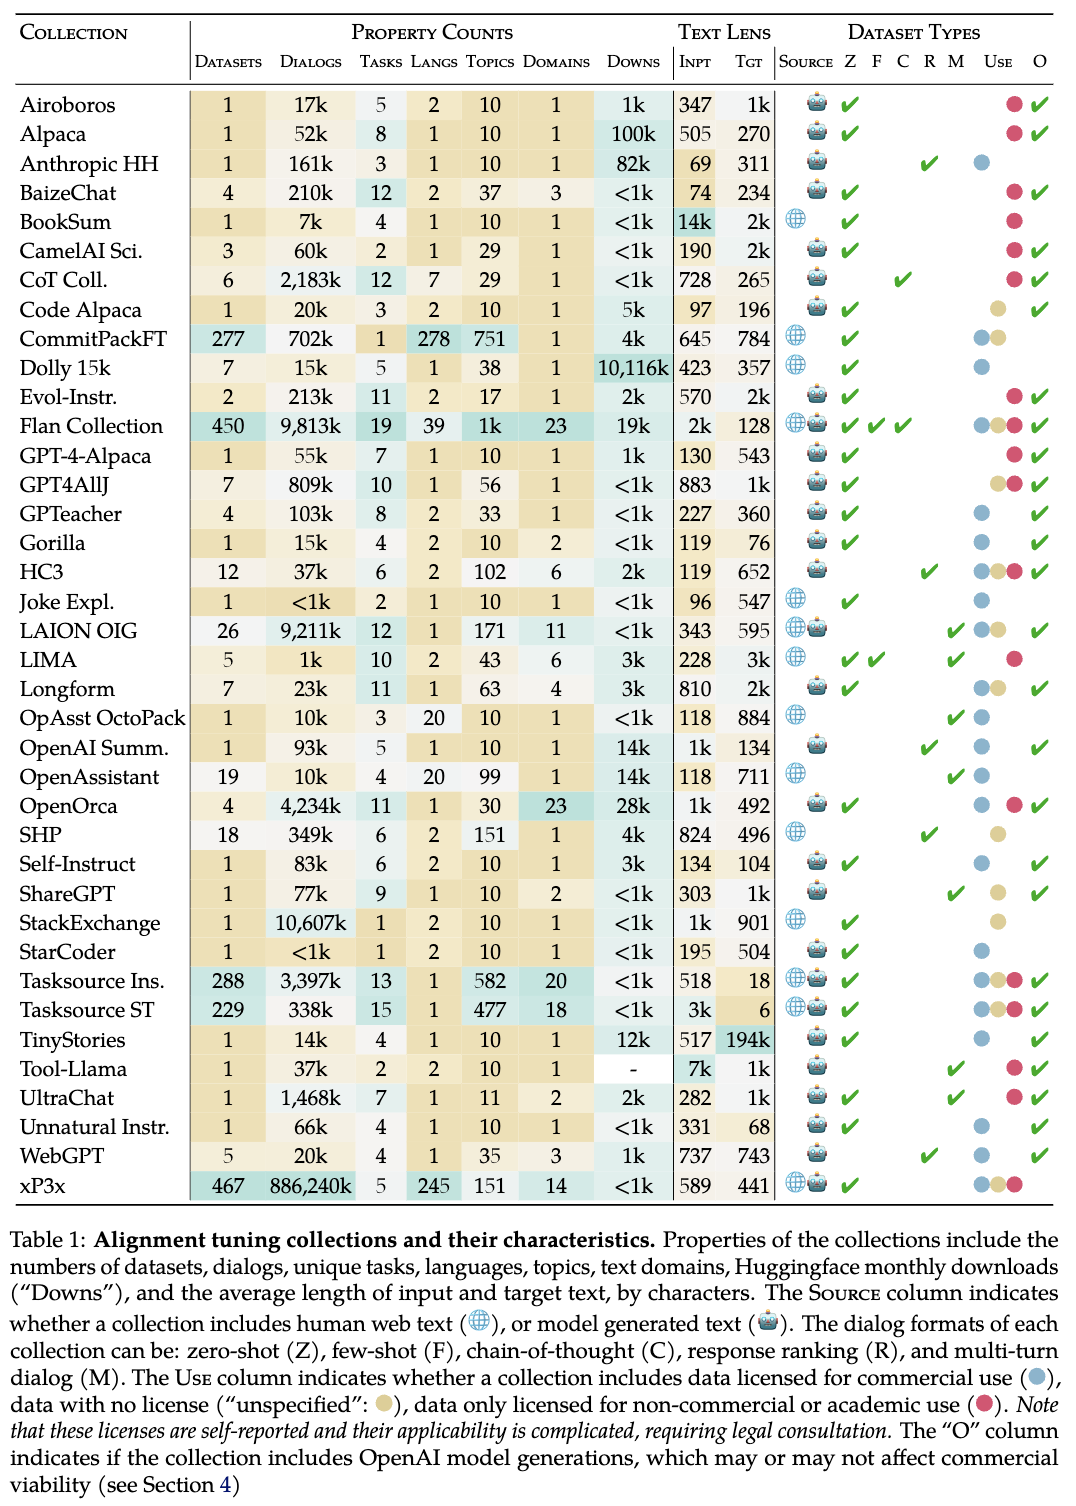 COLLECTION PROPERTY COUNTS TEXT LENS DATASET TYPES
DATASETS DIALOGS TASKS LANGS TOPICS DOMAINS DOWNS INPT TGT SOURCE Z F C R M USE O
Airoboros 1 17k 5 2 10 1 1k 347 1k 🤖 ✔ ✔
Alpaca 1 52k 8 1 10 1 100k 505 270 🤖 ✔ ✔
Anthropic HH 1 161k 3 1 10 1 82k 69 311 🤖 ✔
BaizeChat 4 210k 12 2 37 3 <1k 74 234 🤖 ✔ ✔
BookSum 1 7k 4 1 10 1 <1k 14k 2k 🌐 ✔
CamelAI Sci. 3 60k 2 1 29 1 <1k 190 2k 🤖 ✔ ✔
CoT Coll. 6 2,183k 12 7 29 1 <1k 728 265 🤖 ✔ ✔
Code Alpaca 1 20k 3 2 10 1 5k 97 196 🤖 ✔ ✔
CommitPackFT 277 702k 1 278 751 1 4k 645 784 🌐 ✔
Dolly 15k 7 15k 5 1 38 1 10,116k 423 357 🌐 ✔
Evol-Instr. 2 213k 11 2 17 1 2k 570 2k 🤖 ✔ ✔
Flan Collection 450 9,813k 19 39 1k 23 19k 2k 128 🌐🤖 ✔ ✔ ✔ ✔
GPT-4-Alpaca 1 55k 7 1 10 1 1k 130 543 🤖 ✔ ✔
GPT4AllJ 7 809k 10 1 56 1 <1k 883 1k 🤖 ✔ ✔
GPTeacher 4 103k 8 2 33 1 <1k 227 360 🤖 ✔ ✔
Gorilla 1 15k 4 2 10 2 <1k 119 76 🤖 ✔ ✔
HC3 12 37k 6 2 102 6 2k 119 652 🤖 ✔ ✔
Joke Expl. 1 <1k 2 1 10 1 <1k 96 547 🌐 ✔
LAION OIG 26 9,211k 12 1 171 11 <1k 343 595 🌐🤖 ✔ ✔
LIMA 5 1k 10 2 43 6 3k 228 3k 🌐 ✔ ✔ ✔
Longform 7 23k 11 1 63 4 3k 810 2k 🤖 ✔ ✔
OpAsst OctoPack 1 10k 3 20 10 1 <1k 118 884 🌐 ✔
OpenAI Summ. 1 93k 5 1 10 1 14k 1k 134 🤖 ✔ ✔
OpenAssistant 19 10k 4 20 99 1 14k 118 711 🌐 ✔
OpenOrca 4 4,234k 11 1 30 23 28k 1k 492 🤖 ✔ ✔
SHP 18 349k 6 2 151 1 4k 824 496 🌐 ✔
Self-Instruct 1 83k 6 2 10 1 3k 134 104 🤖 ✔ ✔
ShareGPT 1 77k 9 1 10 2 <1k 303 1k 🤖 ✔ ✔
StackExchange 1 10,607k 1 2 10 1 <1k 1k 901 🌐 ✔
StarCoder 1 <1k 1 2 10 1 <1k 195 504 🤖 ✔
Tasksource Ins. 288 3,397k 13 1 582 20 <1k 518 18 🌐🤖 ✔ ✔
Tasksource ST 229 338k 15 1 477 18 <1k 3k 6 🌐🤖 ✔ ✔
TinyStories 1 14k 4 1 10 1 12k 517 194k 🤖 ✔ ✔
Tool-Llama 1 37k 2 2 10 1 - 7k 1k 🤖 ✔ ✔
UltraChat 1 1,468k 7 1 11 2 2k 282 1k 🤖 ✔ ✔ ✔
Unnatural Instr. 1 66k 4 1 10 1 <1k 331 68 🤖 ✔ ✔
WebGPT 5 20k 4 1 35 3 1k 737 743 🤖 ✔ ✔
xP3x 467 886,240k 5 245 151 14 <1k 589 441 🌐🤖 ✔
Table 1: Alignment tuning collections and their characteristics. Properties of the collections include the
numbers of datasets, dialogs, unique tasks, languages, topics, text domains, Huggingface monthly downloads
(“Downs”), and the average length of input and target text, by characters. The SOURCE column indicates
whether a collection includes human web text (🌐), or model generated text (🤖). The dialog formats of each
collection can be: zero-shot (Z), few-shot (F), chain-of-thought (C), response ranking (R), and multi-turn
dialog (M). The USE column indicates whether a collection includes data licensed for commercial use (●),
data with no license (“unspecified”: ●), data only licensed for non-commercial or academic use (●). Note
that these licenses are self-reported and their applicability is complicated, requiring legal consultation. The “O” column
indicates if the collection includes OpenAI model generations, which may or may not affect commercial
viability (see Section 4)